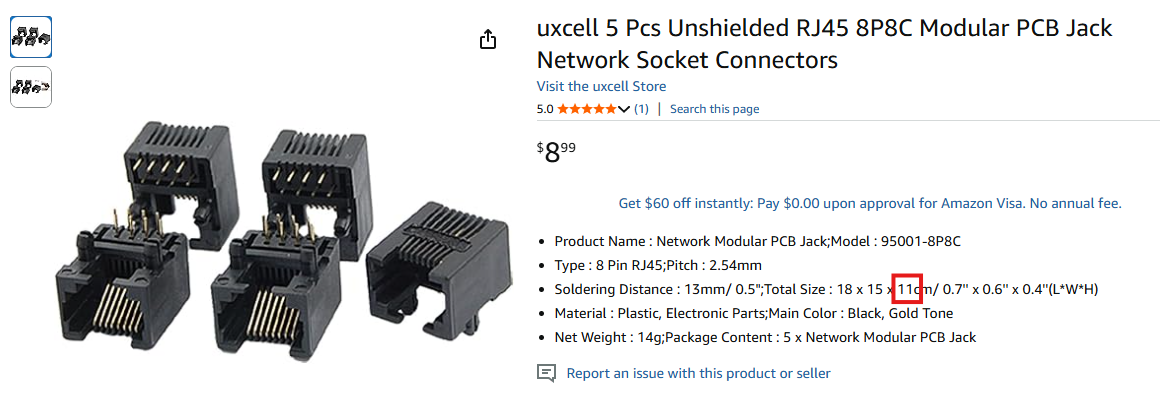 uxcell 5 Pcs Unshielded RJ45 8P8C Modular PCB Jack
Network Socket Connectors
Visit the uxcell Store
5.0 (1) | Search this page
$8.99
Get $60 off instantly: Pay $0.00 upon approval for Amazon Visa. No annual fee.
Product Name : Network Modular PCB Jack;Model : 95001-8P8C
Type : 8 Pin RJ45;Pitch : 2.54mm
Soldering Distance : 13mm/ 0.5";Total Size : 18 x 15 x 11cm/ 0.7" x 0.6" x 0.4"(L*W*H)
Material : Plastic, Electronic Parts;Main Color : Black, Gold Tone
Net Weight : 14g;Package Content : 5 x Network Modular PCB Jack
Report an issue with this product or seller